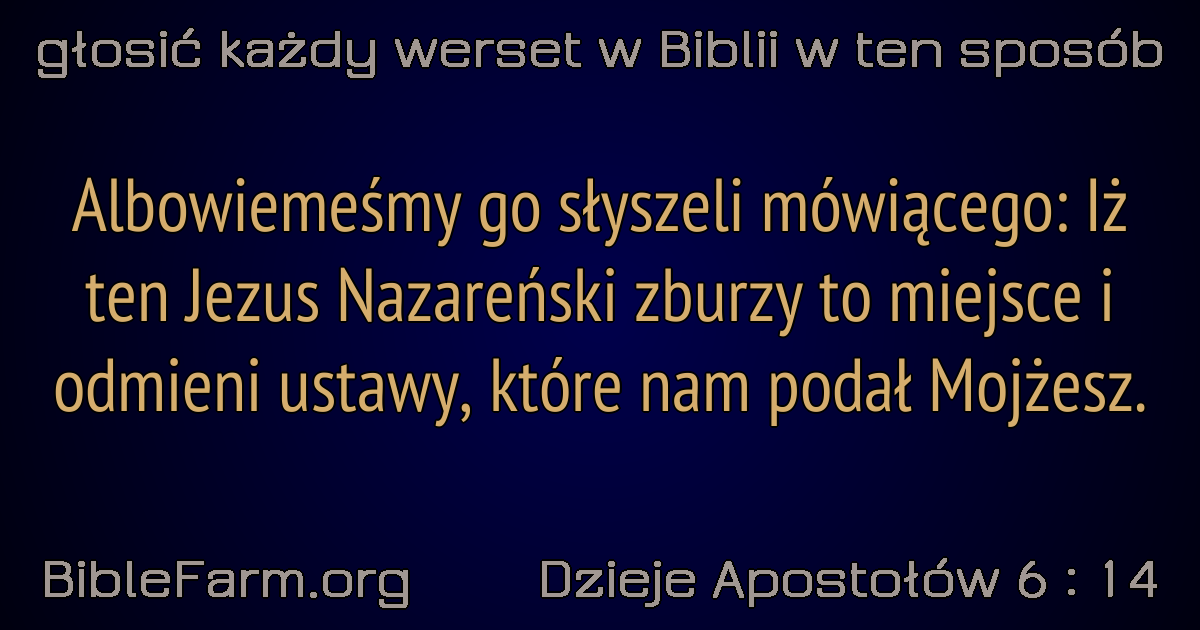 głosić każdy werset w Biblii w ten sposób
Albowiemeśmy go słyszeli mówiącego: Iż
ten Jezus Nazareński zburzy to miejsce i
odmieni ustawy, które nam podał Mojżesz.
BibleFarm.org Dzieje Apostołów 6 : 14